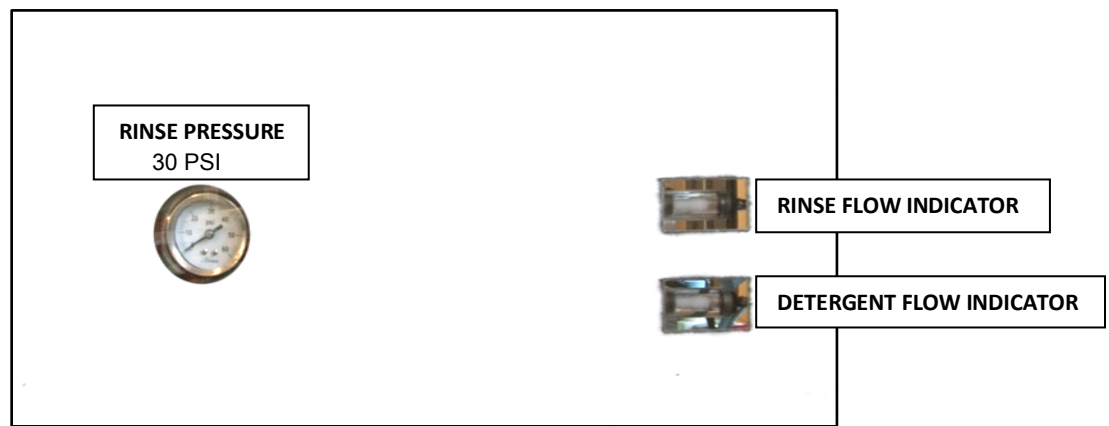 RINSE PRESSURE
30 PSI
RINSE FLOW INDICATOR
DETERGENT FLOW INDICATOR